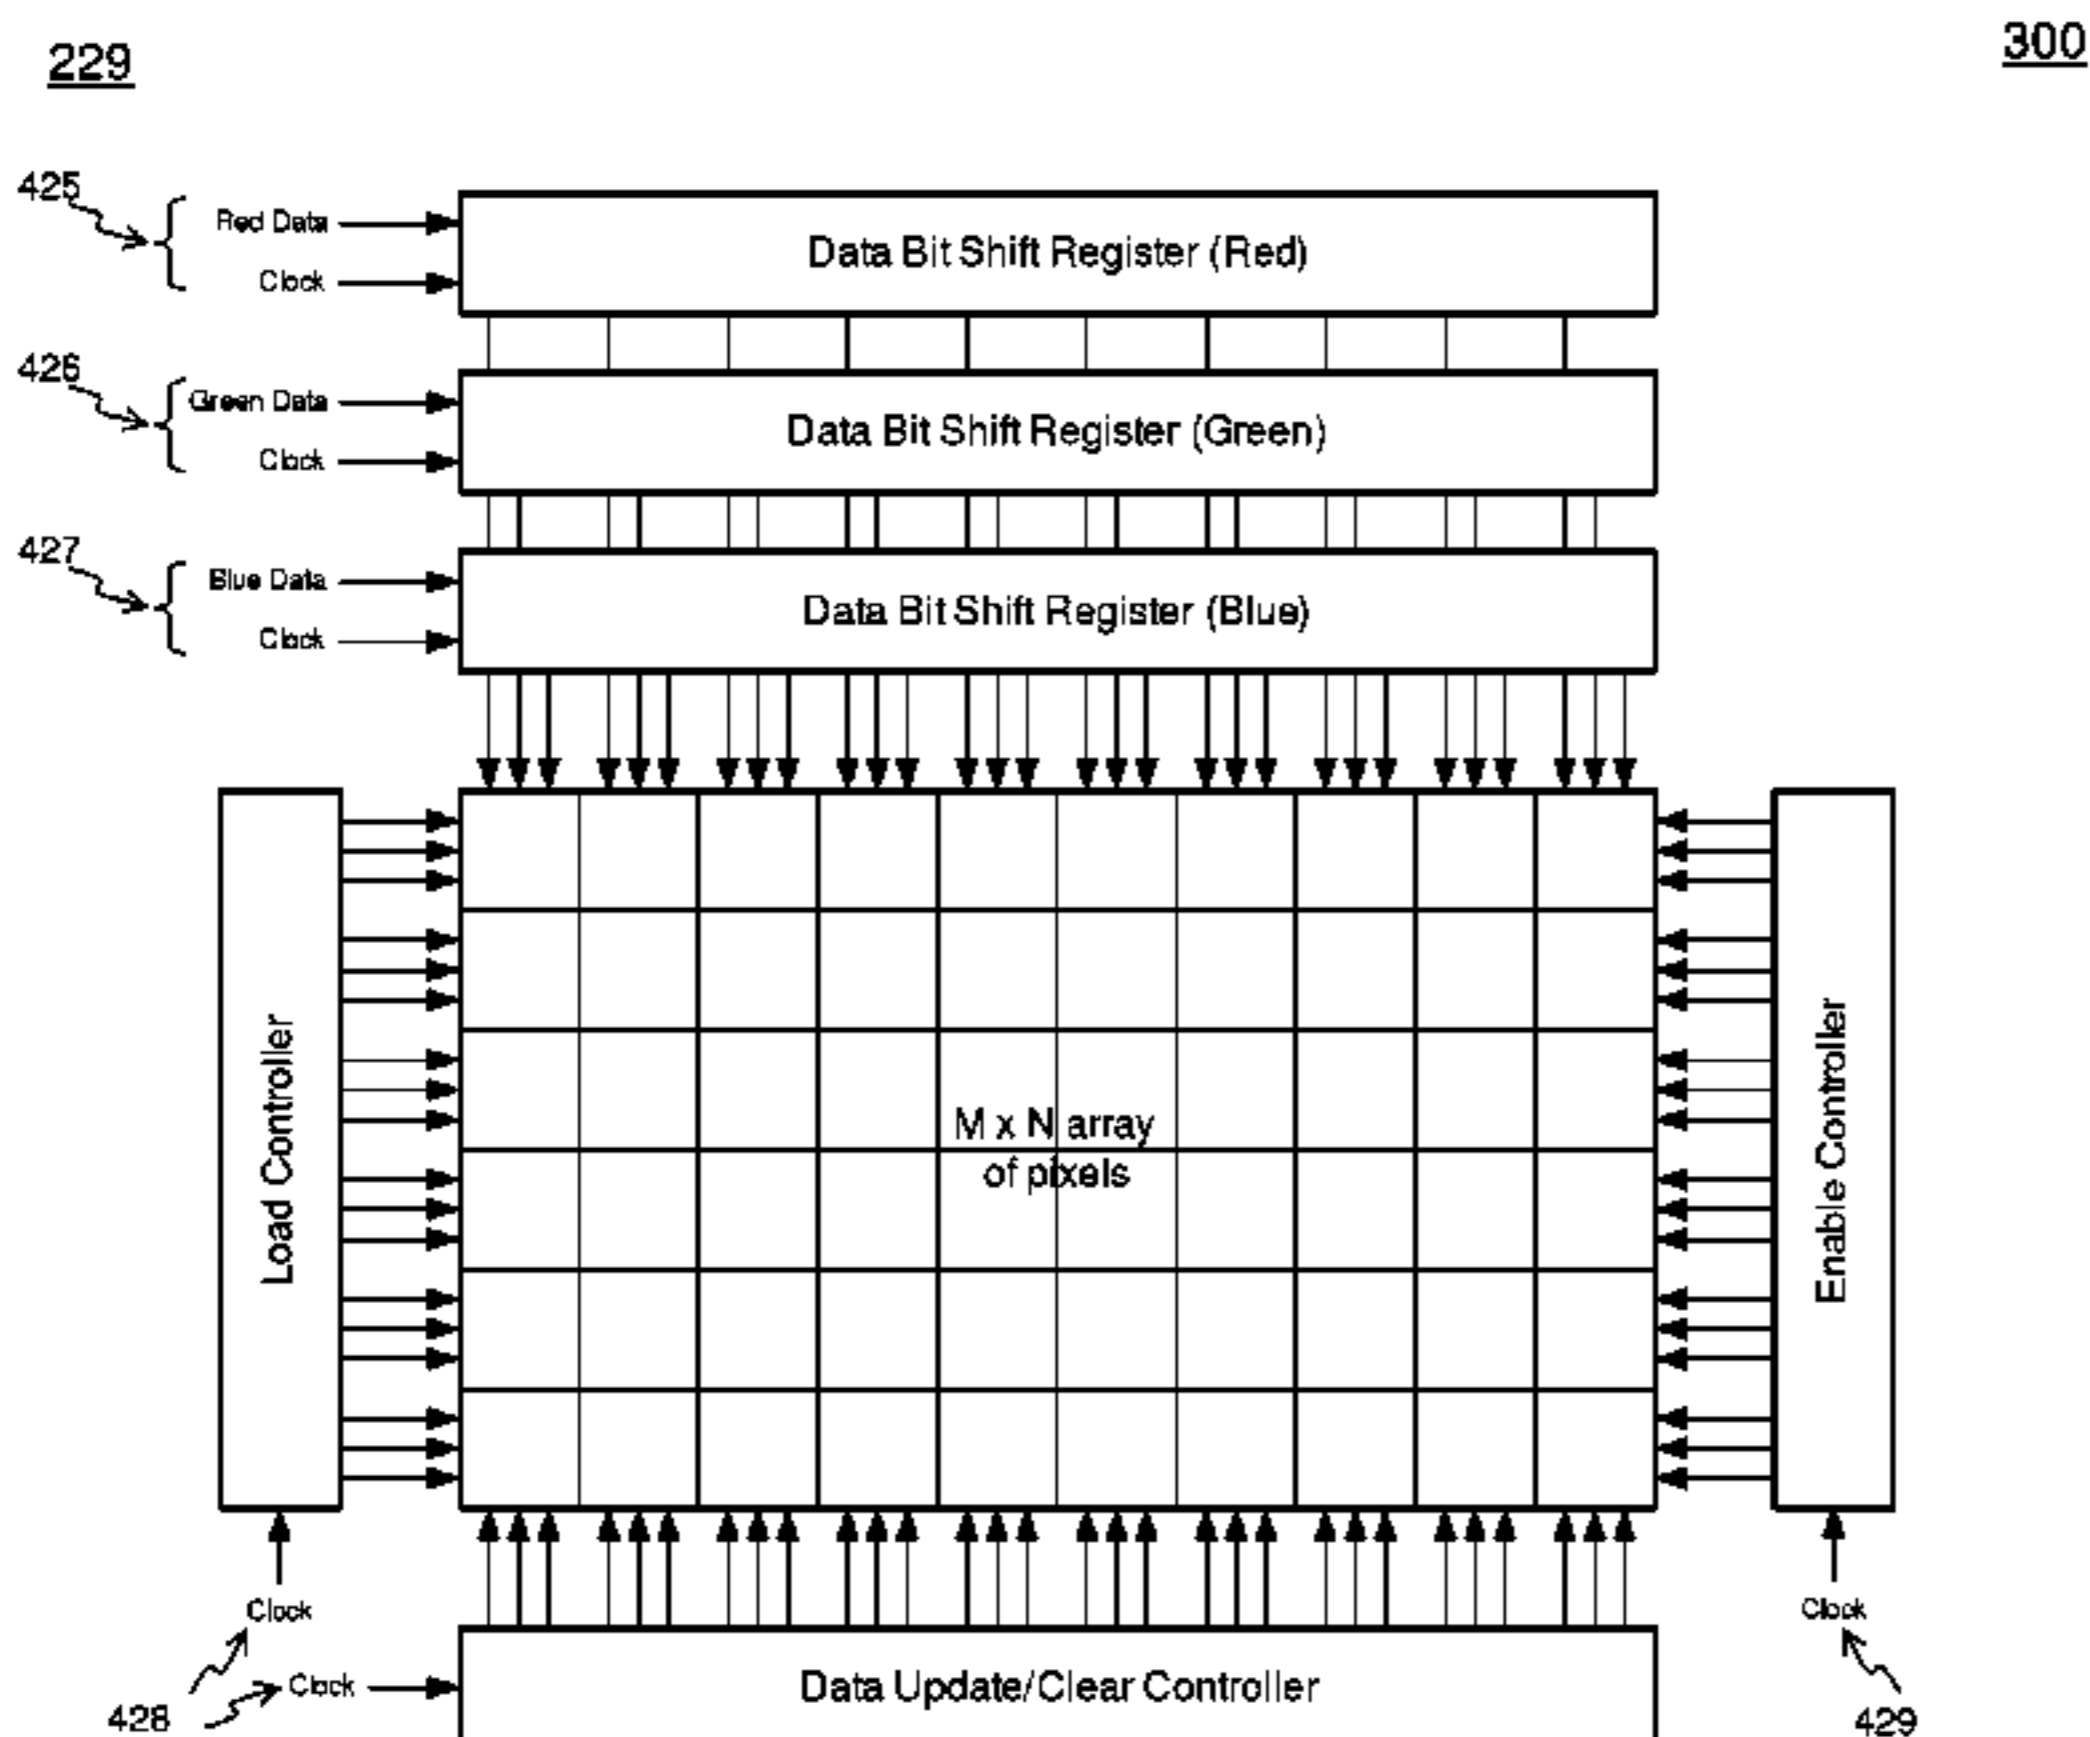 229
300
425
Red Data
Clock
Data Bit Shift Register (Red)
426
Green Data
Clock
Data Bit Shift Register (Green)
427
Blue Data
Clock
Data Bit Shift Register (Blue)
Load Controller
M x N array
of pixels
Enable Controller
Clock
Clock
428
Clock
Data Update/Clear Controller
429